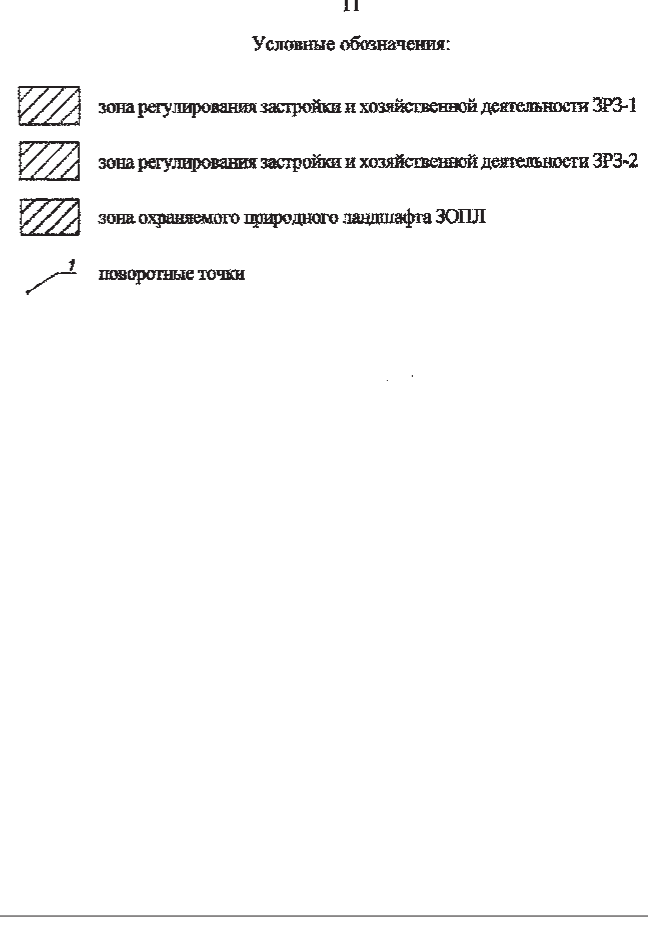 11
Условные обозначения:
зона регулирования застройки и хозяйственной деятельности ЗРЗ-1
зона регулирования застройки и хозяйственной деятельности ЗРЗ-2
зона охраняемого природного ландшафта ЗОПЛ
1 поворотные точки